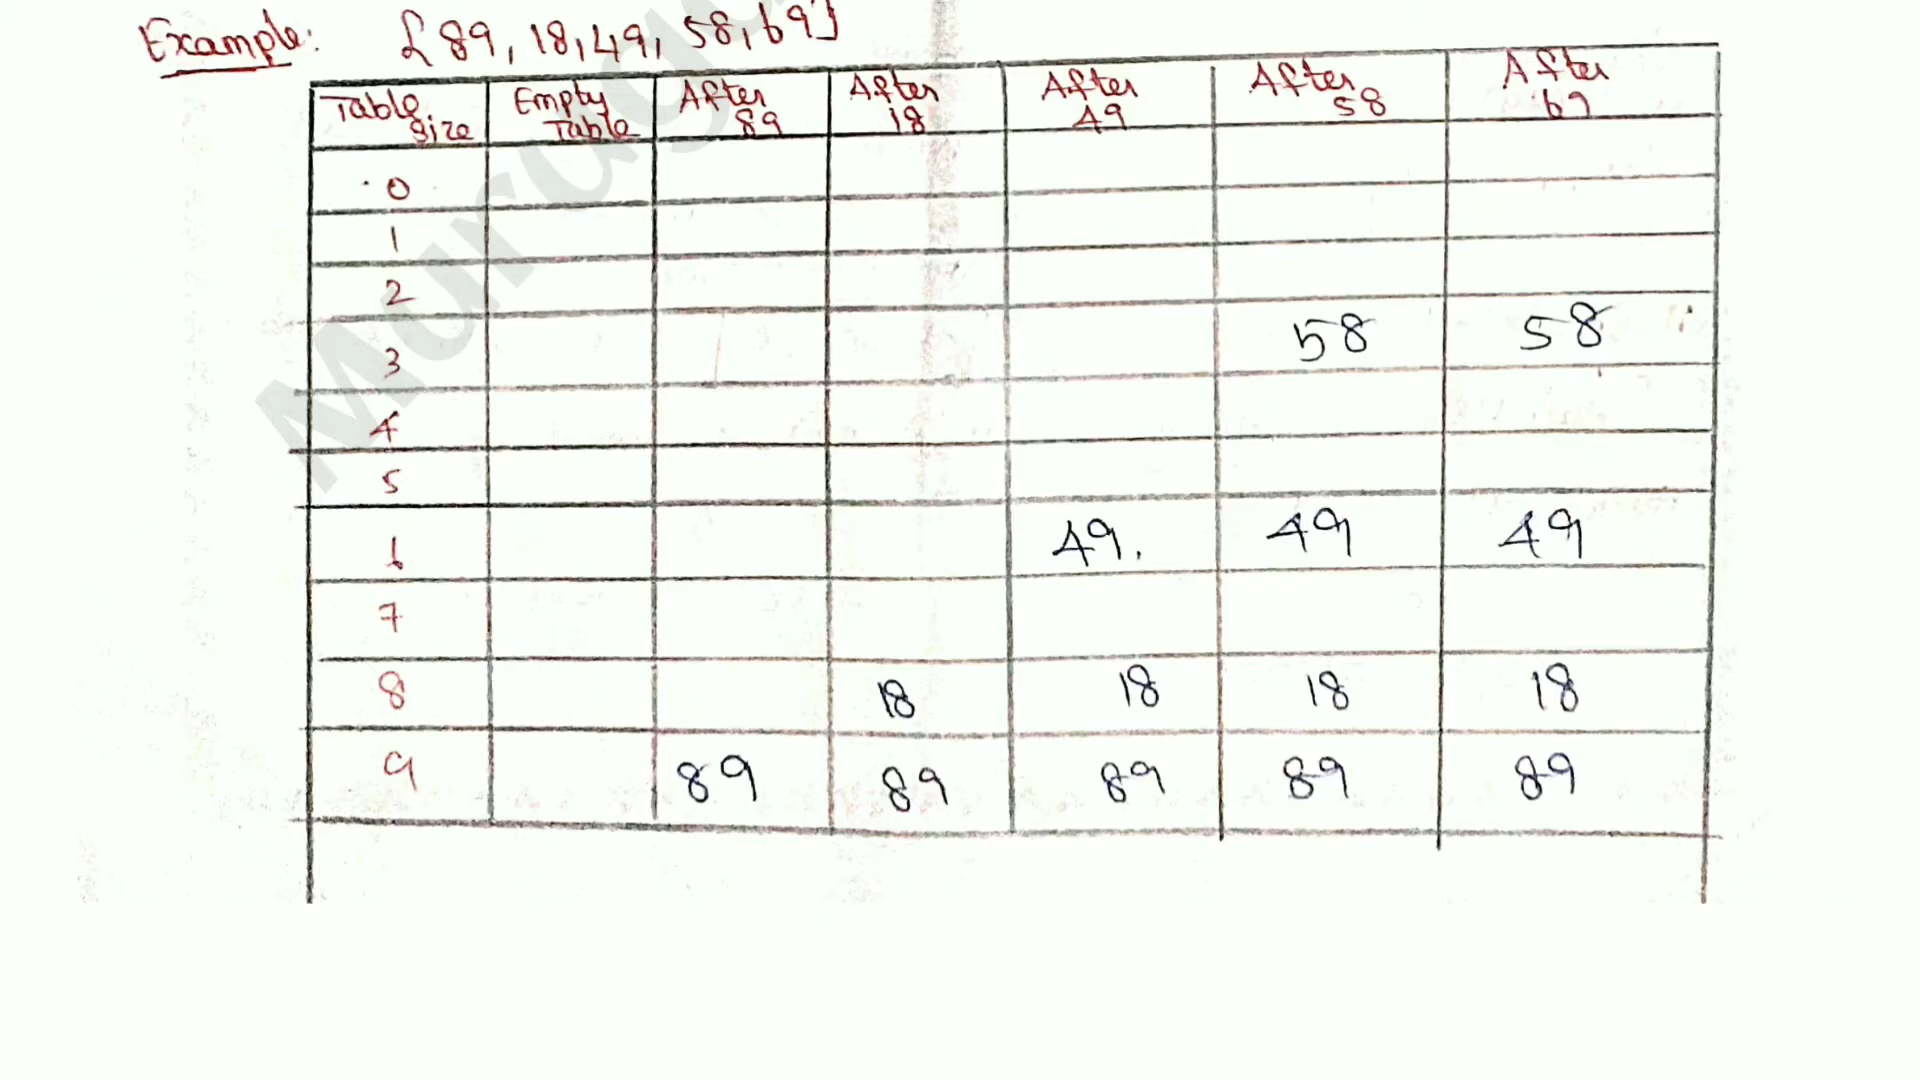 Example: {89, 18, 49, 58, 69}
Table Size Empty Table After 89 After 18 After 49 After 58 After 69
0
1
2
3 58 58
4
5
6 49. 49 49
7
8 18 18 18 18
9 89 89 89 89 89